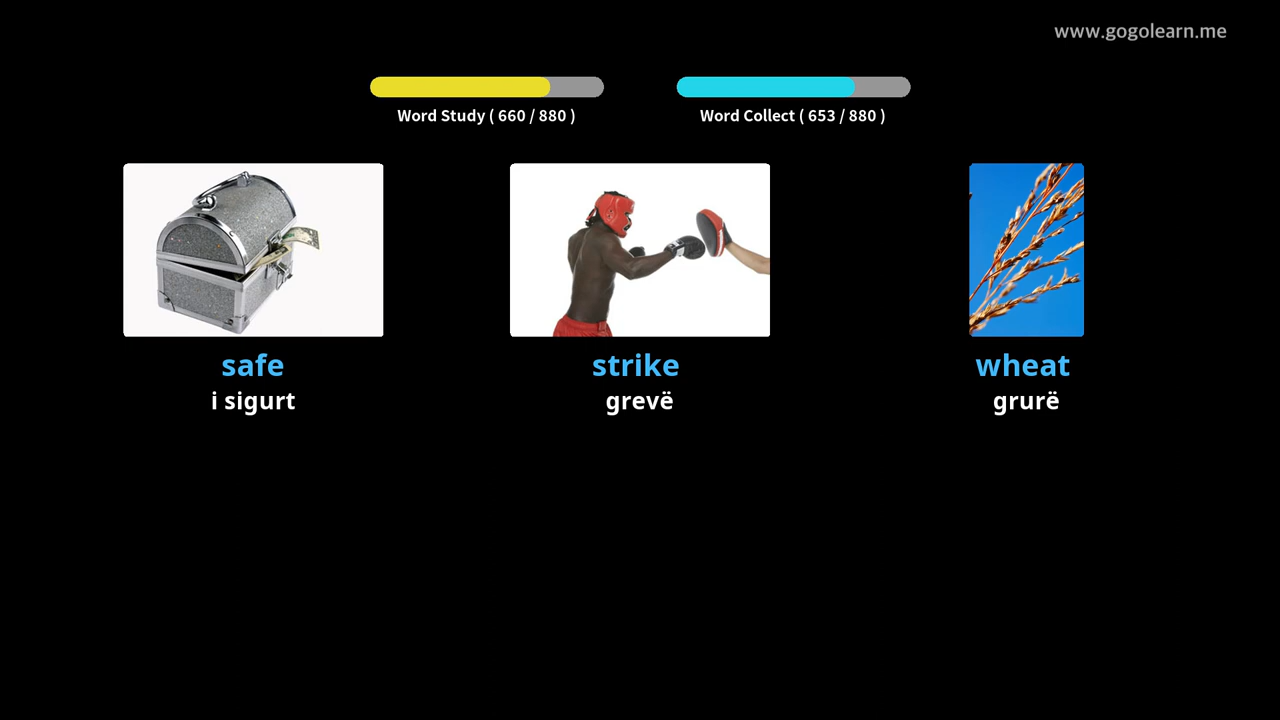 www.gogolearn.me
Word Study ( 660 / 880 )
Word Collect ( 653 / 880 )
safe
i sigurt
strike
grevë
wheat
grurë